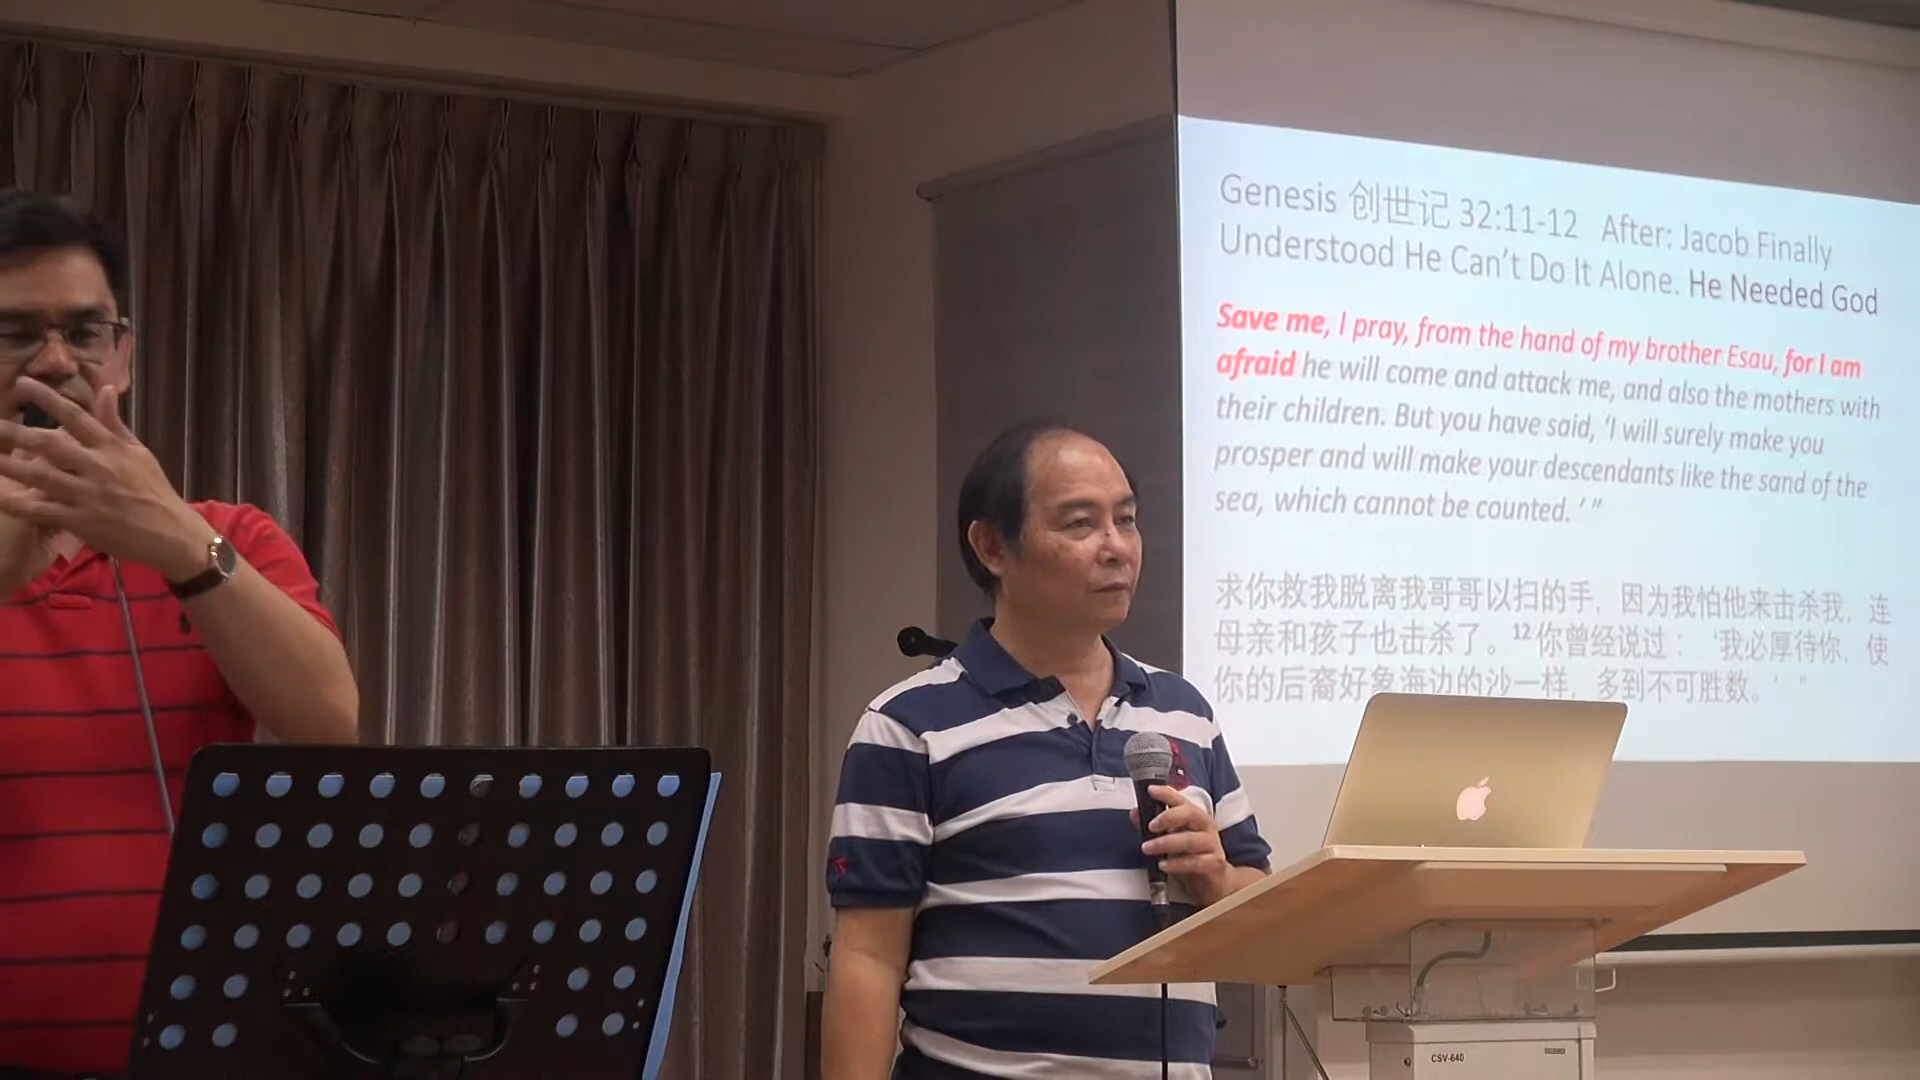 Genesis 创世记 32:11-12 After: Jacob Finally
Understood He Can't Do It Alone. He Needed God
Save me, I pray, from the hand of my brother Esau, for I am
afraid he will come and attack me, and also the mothers with
their children. But you have said, 'I will surely make you
prosper and will make your descendants like the sand of the
sea, which cannot be counted. ' "
求你救我脱离我哥哥以扫的手，因为我怕他来击杀我，连
母亲和孩子也击杀了。12 你曾经说过：‘我必厚待你，使
你的后裔好象海边的沙一样，多到不可胜数。’ ”
CSV-640